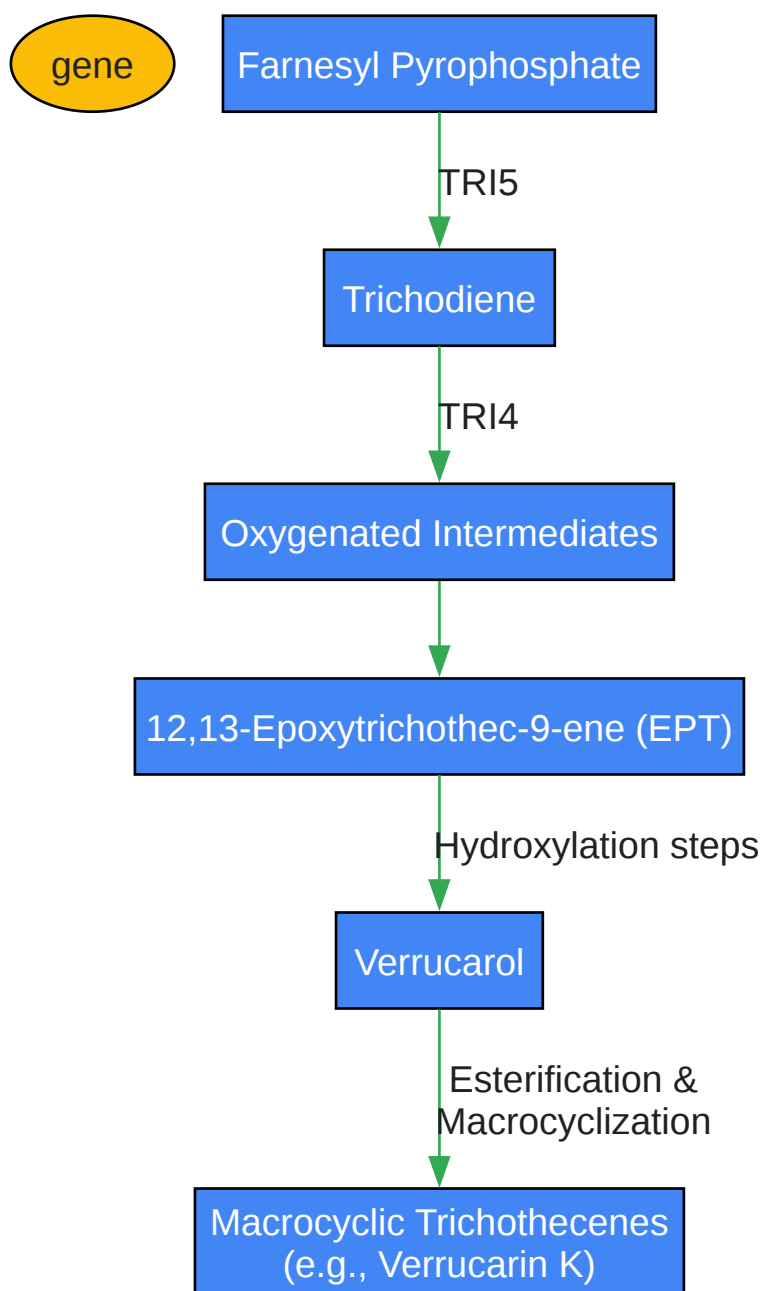 gene
Farnesyl Pyrophosphate
TRI5
Trichodiene
TRI4
Oxygenated Intermediates
12,13-Epoxytrichothec-9-ene (EPT)
Hydroxylation steps
Verrucarol
Esterification &
Macrocyclization
Macrocyclic Trichothecenes
(e.g., Verrucarin K)